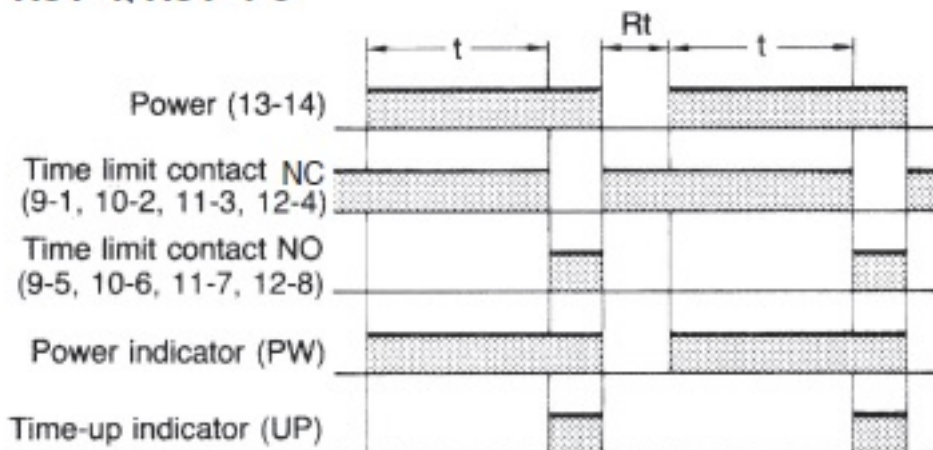 Rt
t
t
Power (13-14)
Time limit contact NC
(9-1, 10-2, 11-3, 12-4)
Time limit contact NO
(9-5, 10-6, 11-7, 12-8)
Power indicator (PW)
Time-up indicator (UP)